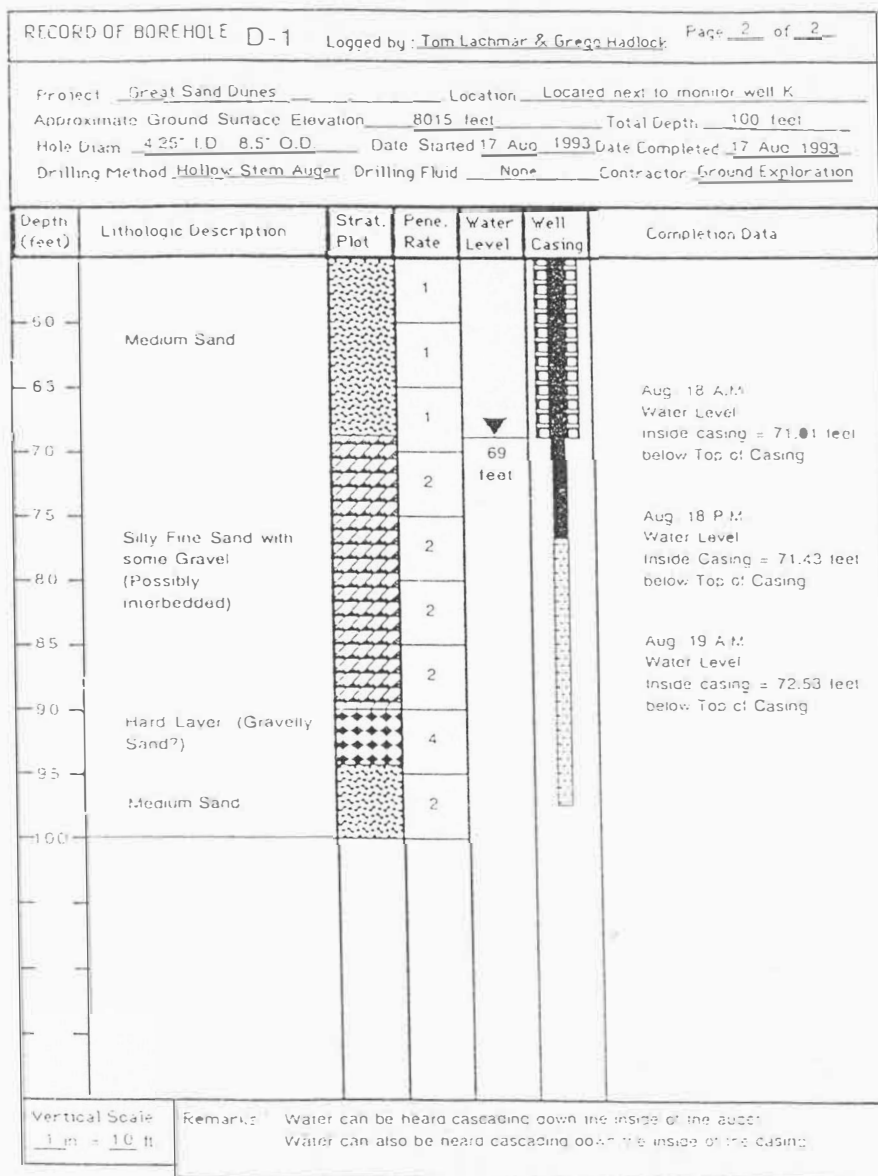 RECORD OF BOREHOLE D-1 Logged by: Tom Lachmar & Gregg Hadlock Page 2 of 2
Project Great Sand Dunes Location Located next to monitor well K
Approximate Ground Surface Elevation 8015 feet Total Depth 100 feet
Hole Diam 4.25" I.D. 8.5" O.D. Date Started 17 Aug 1993 Date Completed 17 Aug 1993
Drilling Method Hollow Stem Auger Drilling Fluid None Contractor Ground Exploration
Depth (feet)
Lithologic Description
Strat. Plot
Pene. Rate
Water Level
Well Casing
Completion Data
1
60
Medium Sand
1
65
1
Aug 18 A.M.
Water Level
inside casing = 71.01 feet
below Top of Casing
70
69
feet
2
75
Silty Fine Sand with
some Gravel
(Possibly
interbedded)
2
Aug 18 P.M.
Water Level
Inside Casing = 71.43 feet
below Top of Casing
80
2
85
2
Aug 19 A.M.
Water Level
Inside casing = 72.53 feet
below Top of Casing
90
Hard Layer (Gravelly
Sand?)
4
95
Medium Sand
2
100
Vertical Scale
1 in = 10 ft
Remarks Water can be heard cascading down the inside of the auger
Water can also be heard cascading down the inside of the casing